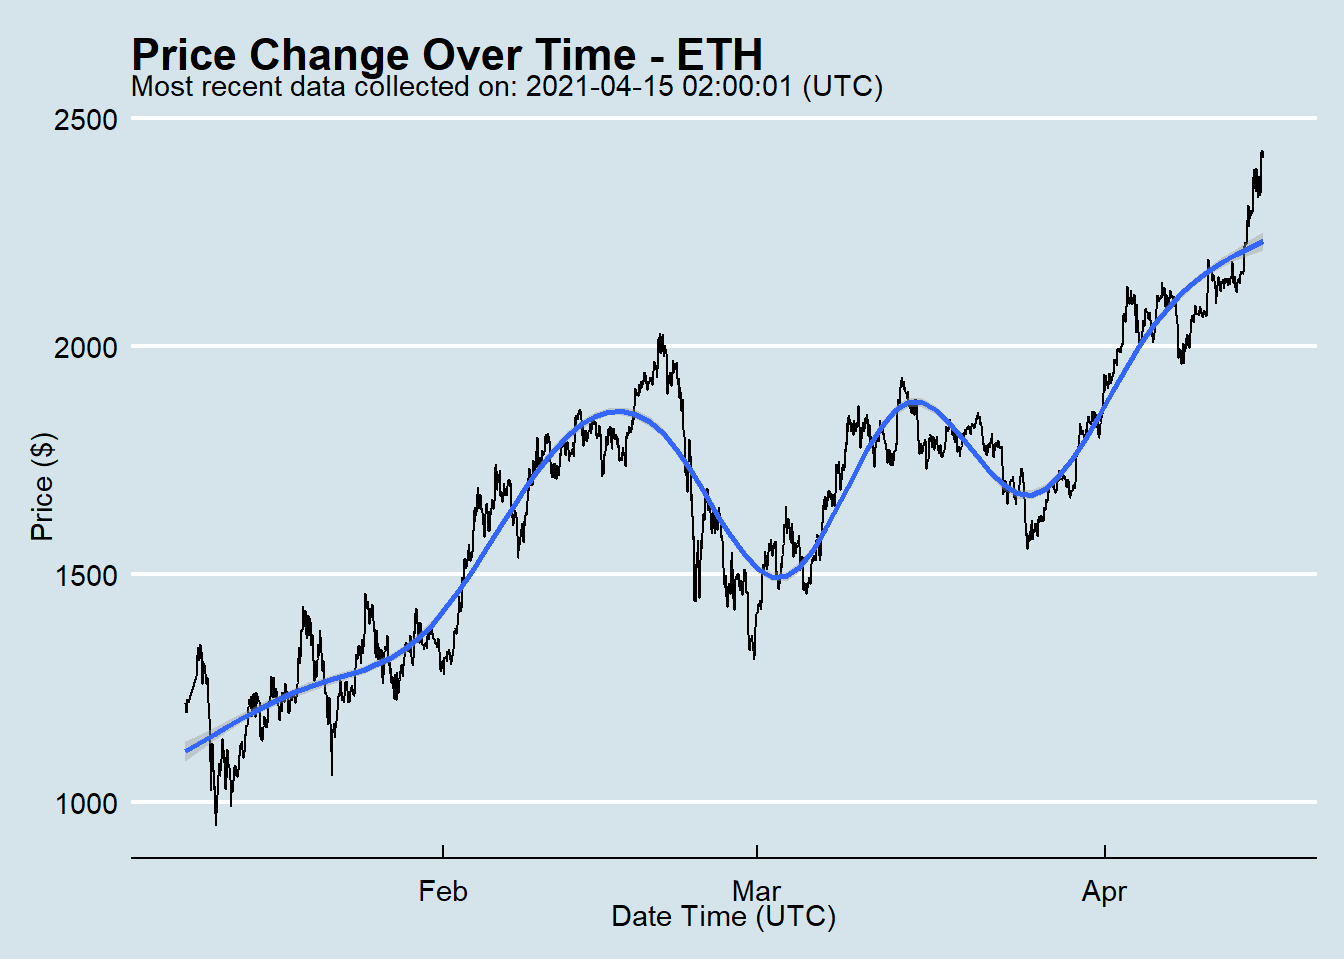 Price Change Over Time - ETH
Most recent data collected on: 2021-04-15 02:00:01 (UTC)
2500
2000
1500
1000
Price ($)
Feb
Mar
Apr
Date Time (UTC)